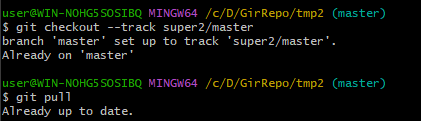 user@WIN-NOHG5SOSIBQ MINGW64 /c/D/GirRepo/tmp2 (master)
$ git checkout --track super2/master
branch 'master' set up to track 'super2/master'.
Already on 'master'
user@WIN-NOHG5SOSIBQ MINGW64 /c/D/GirRepo/tmp2 (master)
$ git pull
Already up to date.